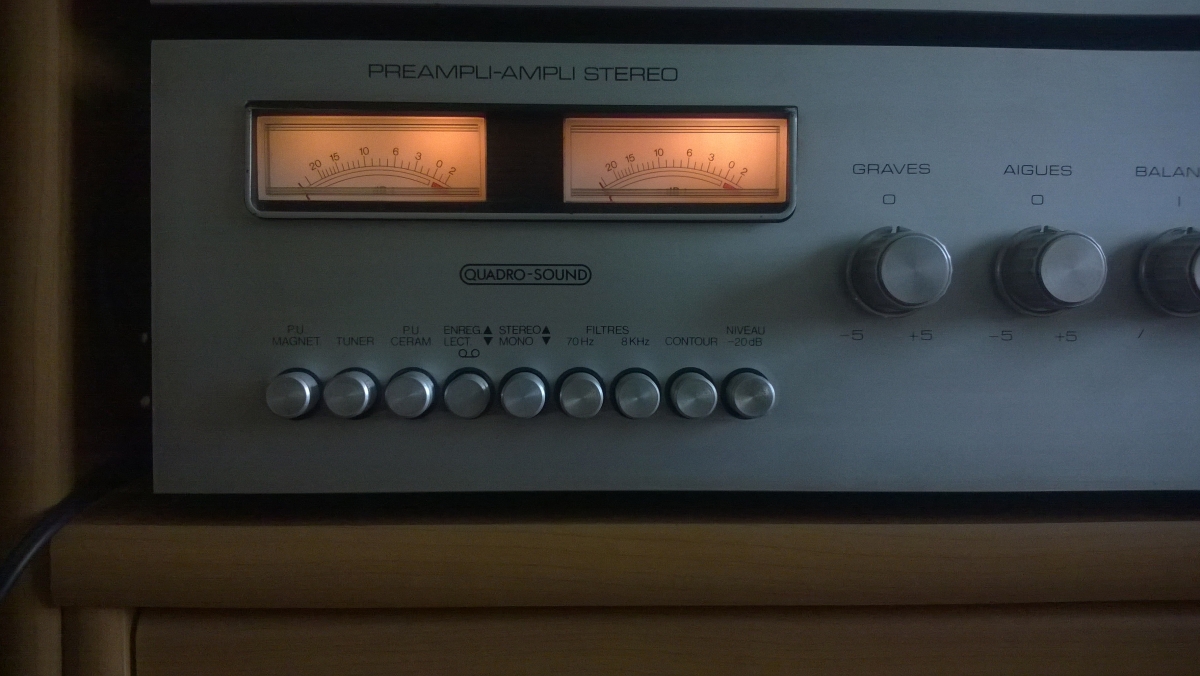 PREAMPLI-AMPLI STEREO
20 15 10 6 3 0 2
20 15 10 6 3 0 2
GRAVES
0
-5 +5
AIGUES
0
-5 +5
BALAN
QUADRO-SOUND
P.U. MAGNET
TUNER
P.U. CERAM
ENREG. ▲
LECT. ▼
STEREO ▲
MONO ▼
FILTRES
70 Hz 8 KHz
CONTOUR
NIVEAU
-20 dB